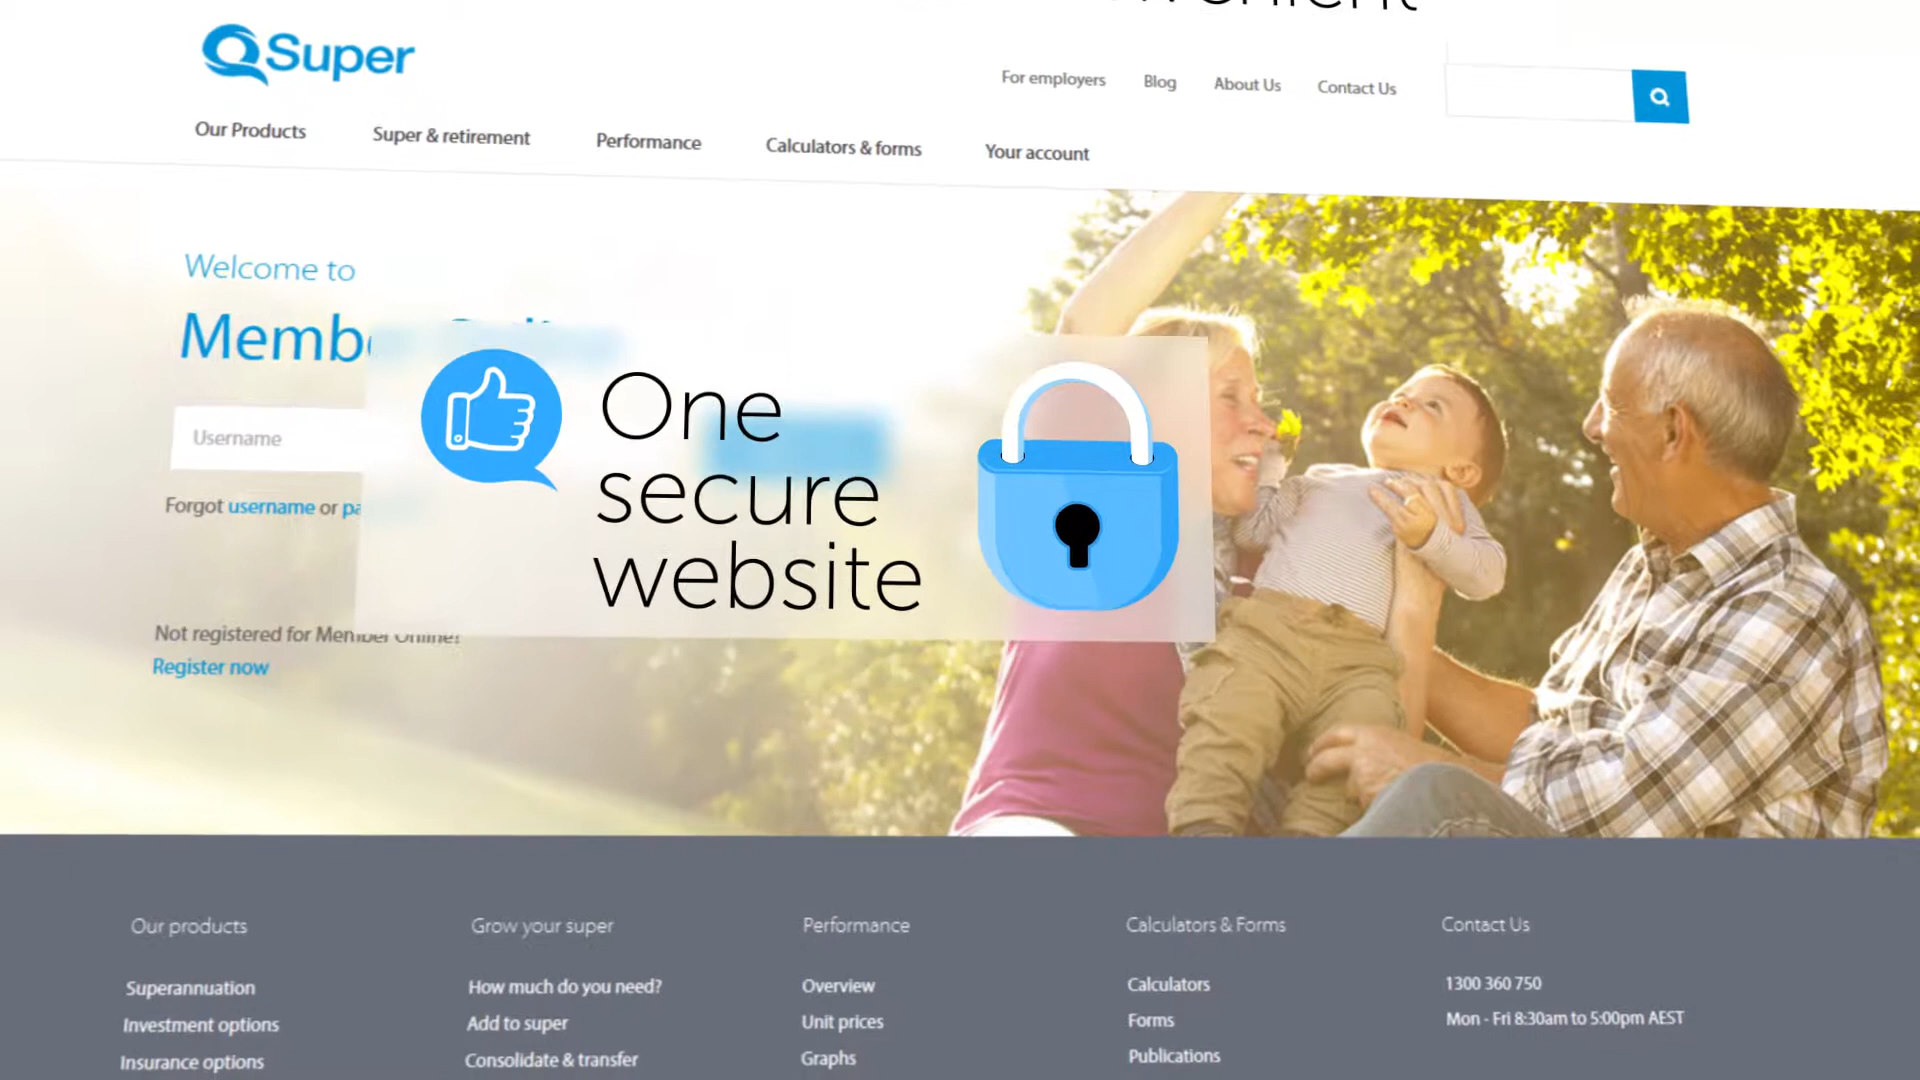 QSuper
For employers Blog About Us Contact Us
Our Products Super & retirement Performance Calculators & forms Your account
Welcome to
Username
Forgot username or
One
secure
website
Not registered for Member Online?
Register now
Our products Grow your super Performance Calculators & Forms Contact Us
Superannuation How much do you need? Overview Calculators 1300 360 750
Investment options Add to super Unit prices Forms Mon - Fri 8:30am to 5:00pm AEST
Insurance options Consolidate & transfer Graphs Publications